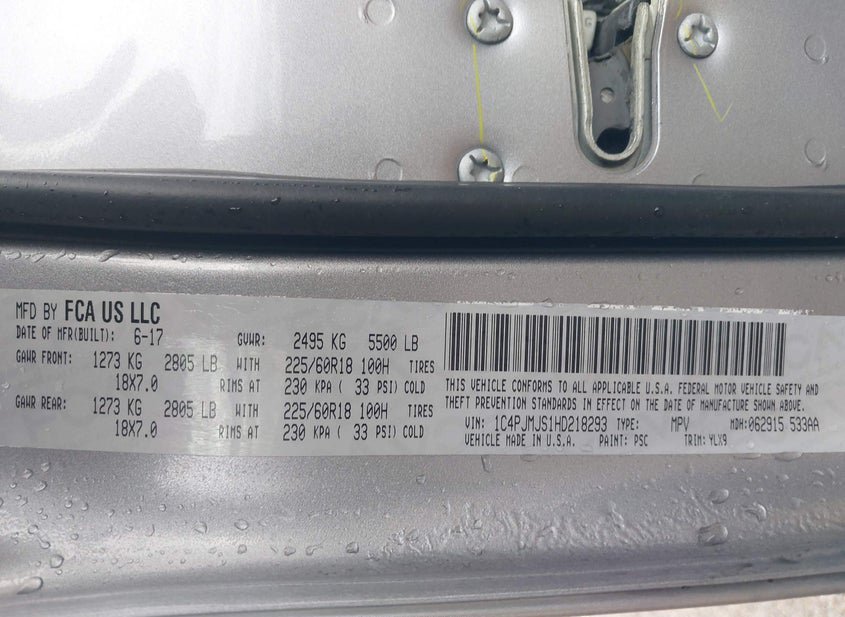 MFD BY FCA US LLC
DATE OF MFR(BUILT): 6-17 GVWR: 2495 KG 5500 LB
GAWR FRONT: 1273 KG 2805 LB WITH 225/60R18 100H TIRES
18X7.0 RIMS AT 230 KPA ( 33 PSI) COLD
GAWR REAR: 1273 KG 2805 LB WITH 225/60R18 100H TIRES
18X7.0 RIMS AT 230 KPA ( 33 PSI) COLD
THIS VEHICLE CONFORMS TO ALL APPLICABLE U.S.A. FEDERAL MOTOR VEHICLE SAFETY AND
THEFT PREVENTION STANDARDS IN EFFECT ON THE DATE OF MANUFACTURE SHOWN ABOVE.
VIN: 1C4PJMJS1HD218293 TYPE: MPV MDH: 062915 533AA
VEHICLE MADE IN U.S.A. PAINT: PSC TRIM: YLX9